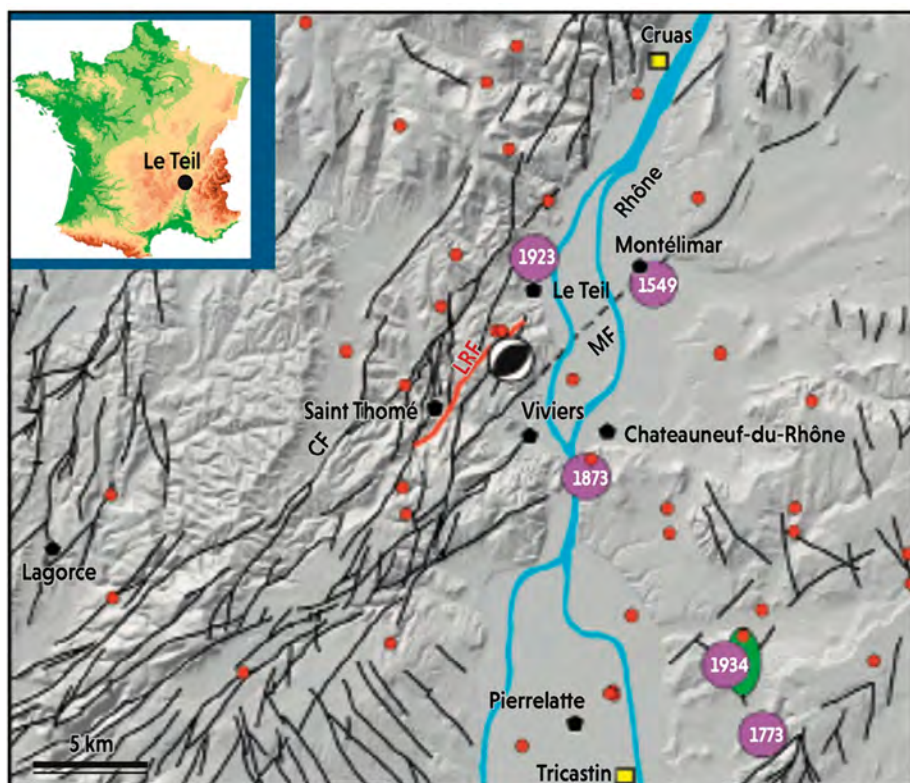 Le Teil
Cruas
Rhône
1923
Montélimar
1549
Le Teil
MF
LRF
Saint Thomé
Viviers
CF
Chateauneuf-du-Rhône
1873
Lagorce
1934
Pierrelatte
1773
5 km
Tricastin